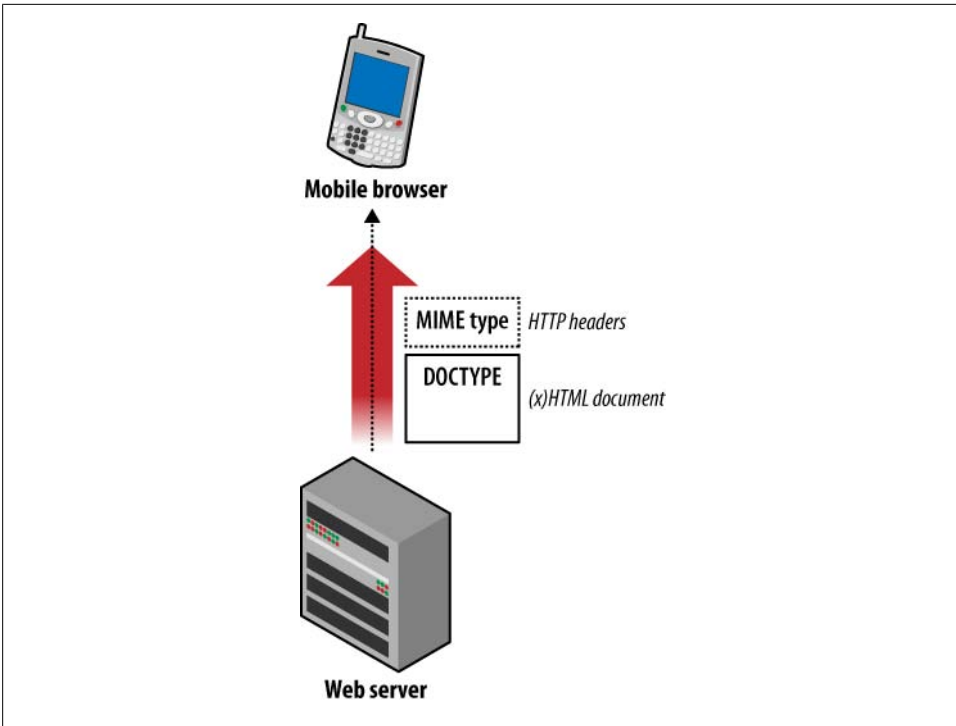 Mobile browser
MIME type HTTP headers
DOCTYPE
(x)HTML document
Web server